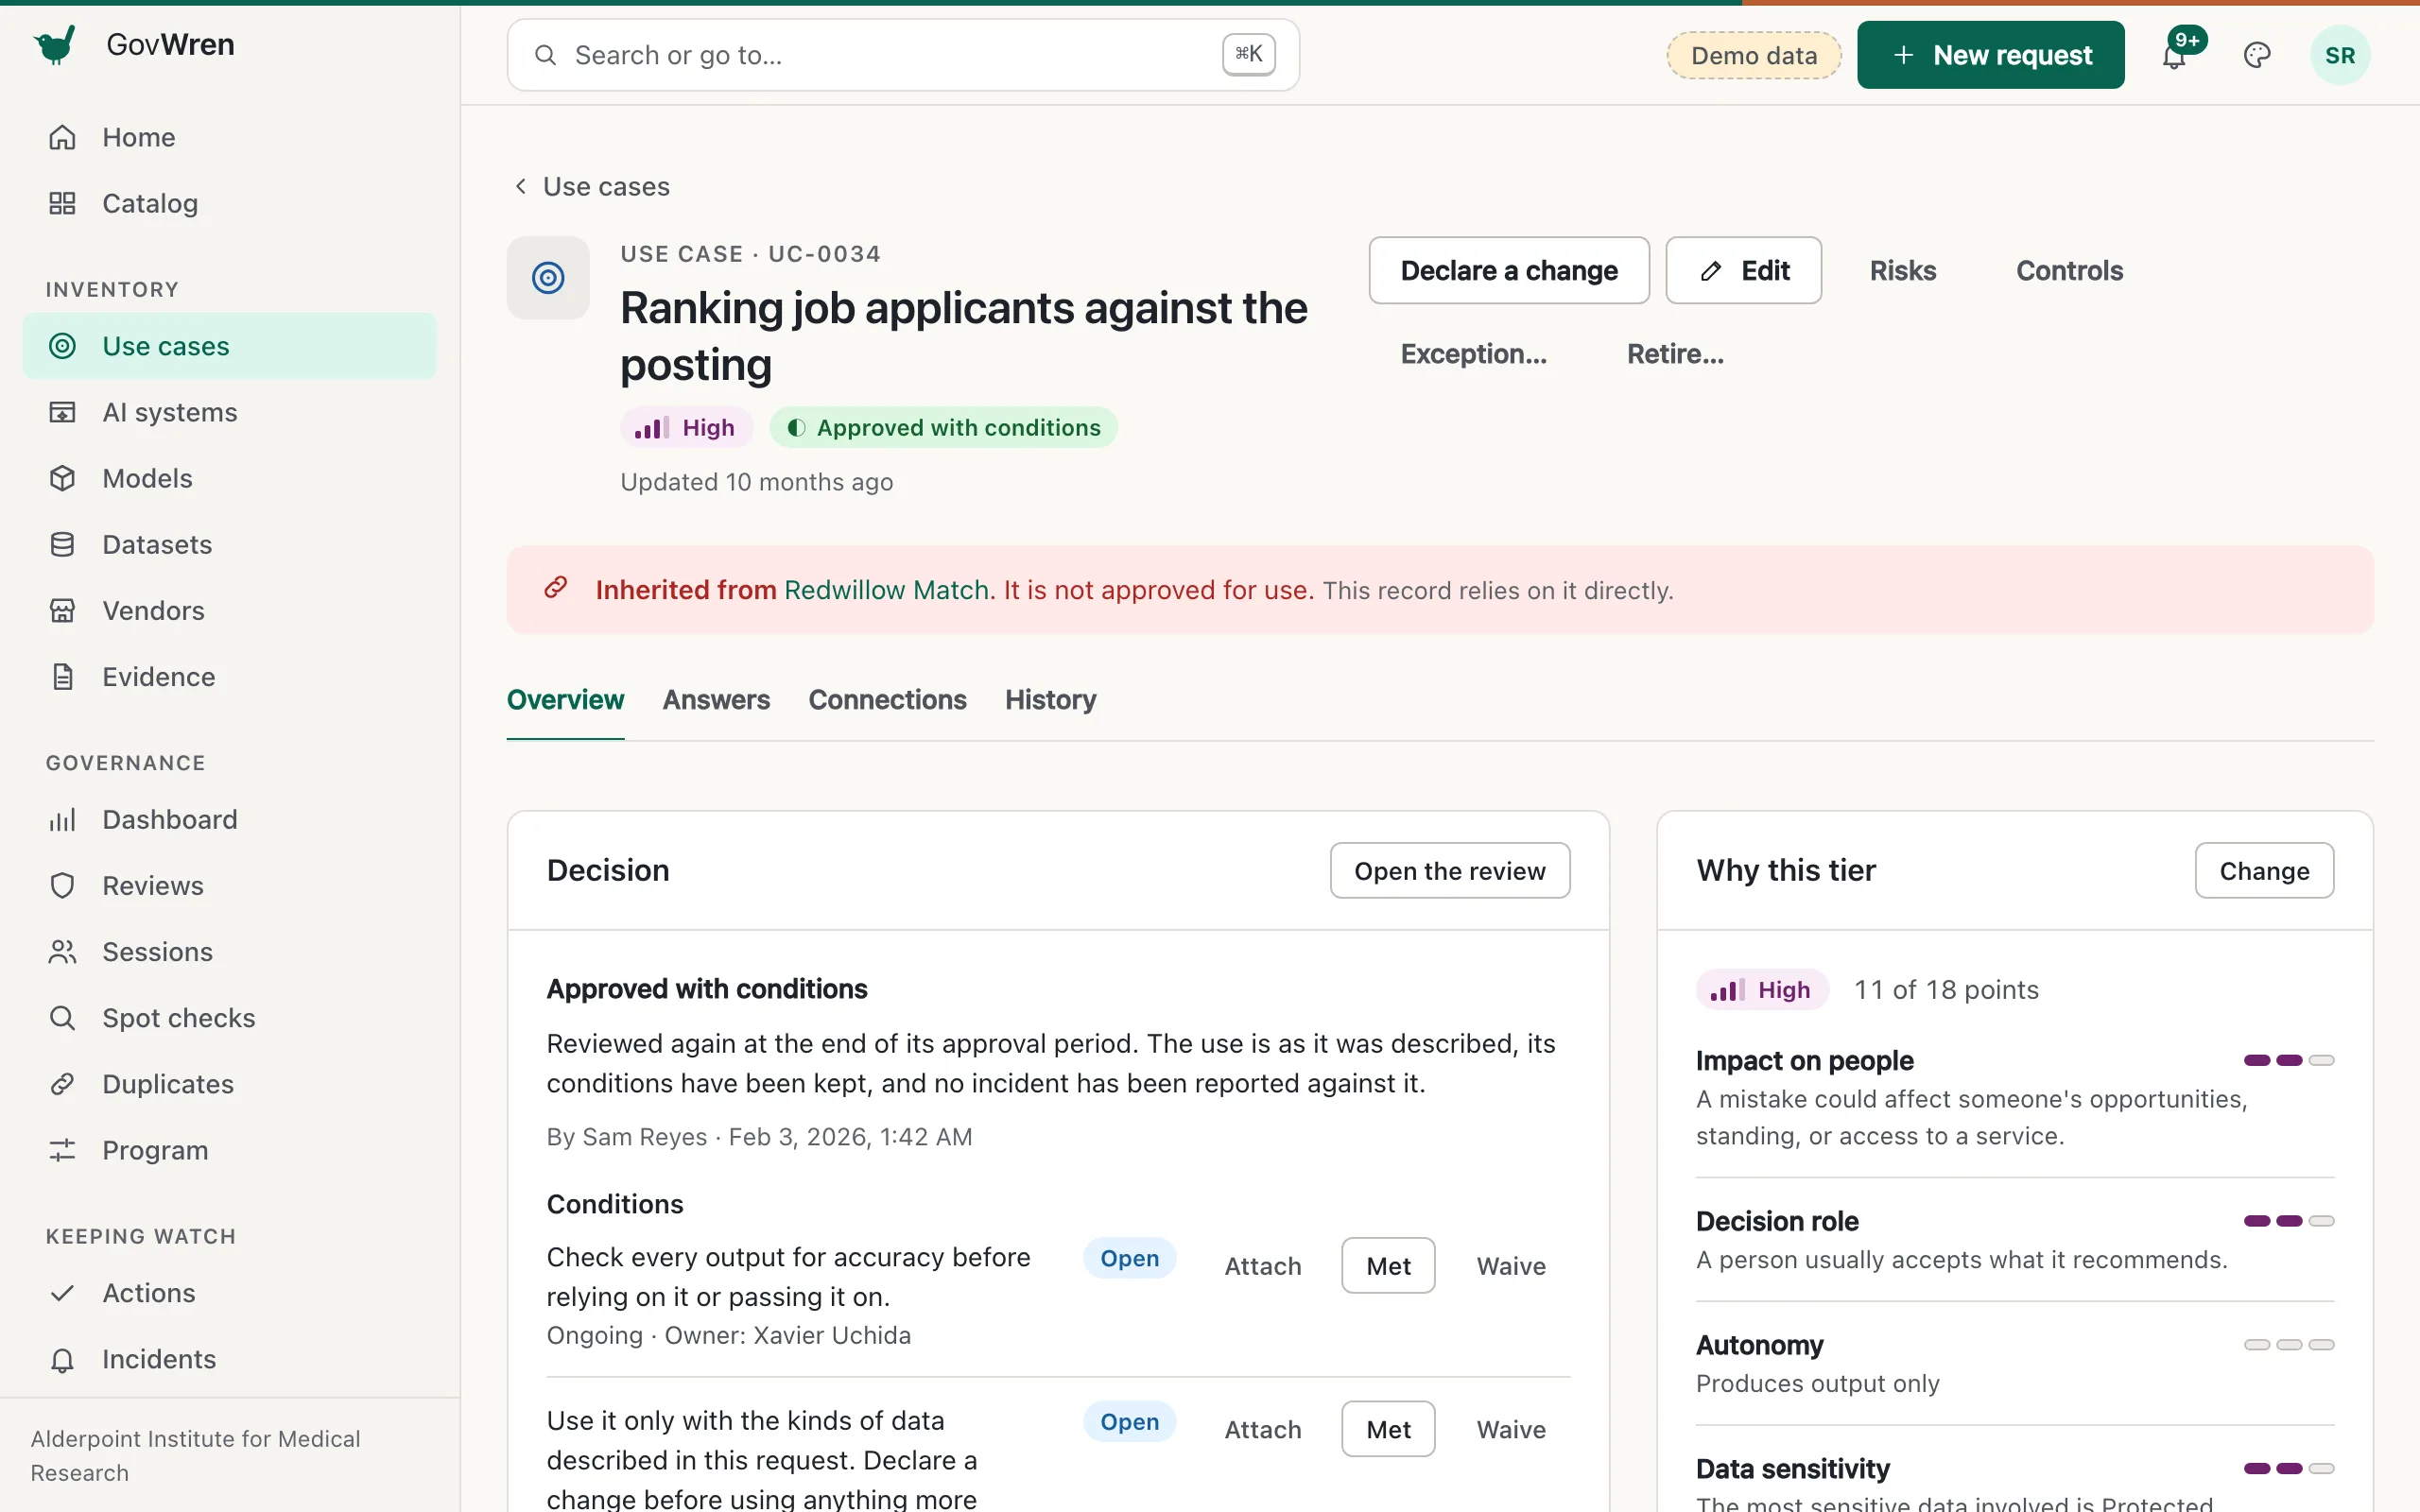 GovWren
Search or go to...
⌘K
Demo data
New request
9+
SR
Home
Catalog
INVENTORY
Use cases
AI systems
Models
Datasets
Vendors
Evidence
GOVERNANCE
Dashboard
Reviews
Sessions
Spot checks
Duplicates
Program
KEEPING WATCH
Actions
Incidents
Alderpoint Institute for Medical
Research
Use cases
USE CASE · UC-0034
Ranking job applicants against the
posting
High
Approved with conditions
Updated 10 months ago
Declare a change
Edit
Risks
Controls
Exception...
Retire...
Inherited from Redwillow Match. It is not approved for use. This record relies on it directly.
Overview
Answers
Connections
History
Decision
Open the review
Approved with conditions
Reviewed again at the end of its approval period. The use is as it was described, its
conditions have been kept, and no incident has been reported against it.
By Sam Reyes · Feb 3, 2026, 1:42 AM
Conditions
Check every output for accuracy before
relying on it or passing it on.
Ongoing · Owner: Xavier Uchida
Open
Attach
Met
Waive
Use it only with the kinds of data
described in this request. Declare a
change before using anything more
Open
Attach
Met
Waive
Why this tier
Change
High
11 of 18 points
Impact on people
A mistake could affect someone's opportunities,
standing, or access to a service.
Decision role
A person usually accepts what it recommends.
Autonomy
Produces output only
Data sensitivity
The most sensitive data involved is Protected